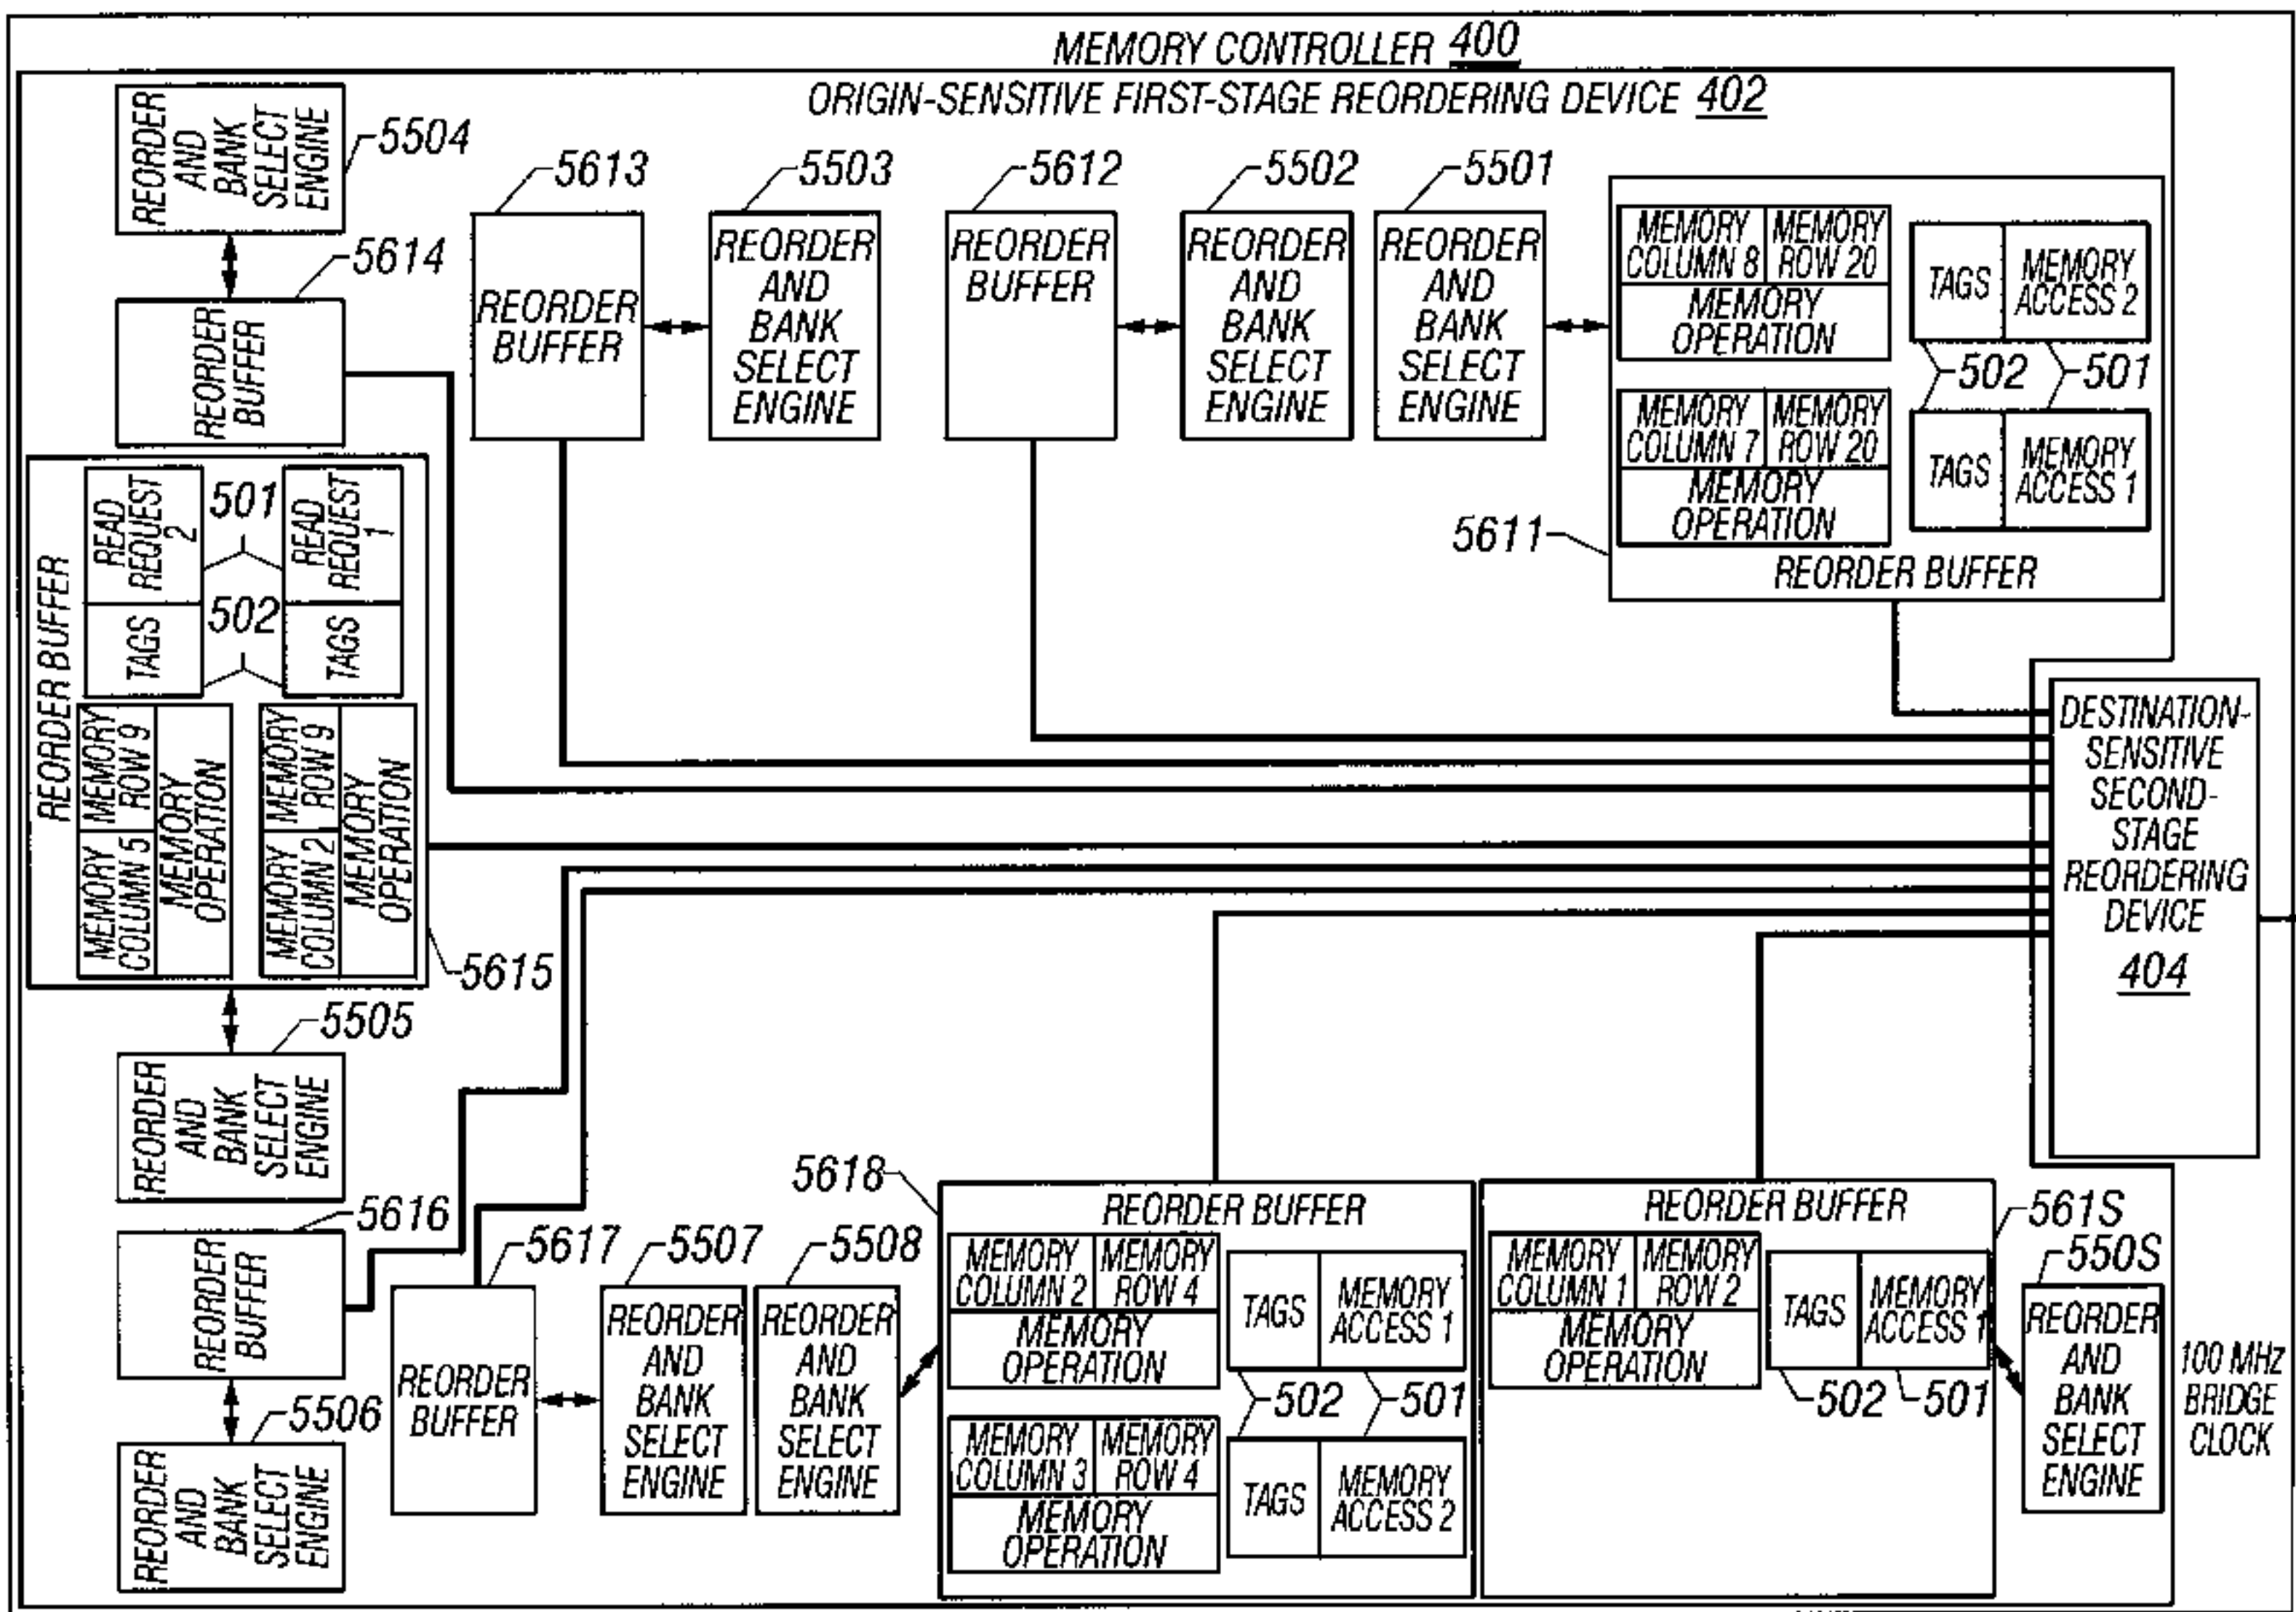 MEMORY CONTROLLER 400
ORIGIN-SENSITIVE FIRST-STAGE REORDERING DEVICE 402
REORDER
AND
BANK
SELECT
ENGINE
5504
5614
REORDER
BUFFER
5613
REORDER
BUFFER
5503
REORDER
AND
BANK
SELECT
ENGINE
5612
REORDER
BUFFER
5502
REORDER
AND
BANK
SELECT
ENGINE
5501
REORDER
AND
BANK
SELECT
ENGINE
MEMORY
COLUMN 8
MEMORY
ROW 20
MEMORY
OPERATION
TAGS
MEMORY
ACCESS 2
502
501
MEMORY
COLUMN 7
MEMORY
ROW 20
MEMORY
OPERATION
TAGS
MEMORY
ACCESS 1
5611
REORDER BUFFER
REORDER BUFFER
READ
REQUEST
2
501
READ
REQUEST
1
TAGS
502
TAGS
MEMORY
ROW 9
MEMORY
COLUMN 5
MEMORY
OPERATION
MEMORY
ROW 9
MEMORY
COLUMN 2
MEMORY
OPERATION
5615
5505
REORDER
AND
BANK
SELECT
ENGINE
DESTINATION-
SENSITIVE
SECOND-
STAGE
REORDERING
DEVICE
404
5616
REORDER
BUFFER
5506
REORDER
AND
BANK
SELECT
ENGINE
5617
REORDER
BUFFER
5507
REORDER
AND
BANK
SELECT
ENGINE
5508
REORDER
AND
BANK
SELECT
ENGINE
5618
REORDER BUFFER
MEMORY
COLUMN 2
MEMORY
ROW 4
MEMORY
OPERATION
TAGS
MEMORY
ACCESS 1
502
501
MEMORY
COLUMN 3
MEMORY
ROW 4
MEMORY
OPERATION
TAGS
MEMORY
ACCESS 2
REORDER BUFFER
MEMORY
COLUMN 1
MEMORY
ROW 2
MEMORY
OPERATION
TAGS
MEMORY
ACCESS 1
502
501
561S
550S
REORDER
AND
BANK
SELECT
ENGINE
100 MHz
BRIDGE
CLOCK